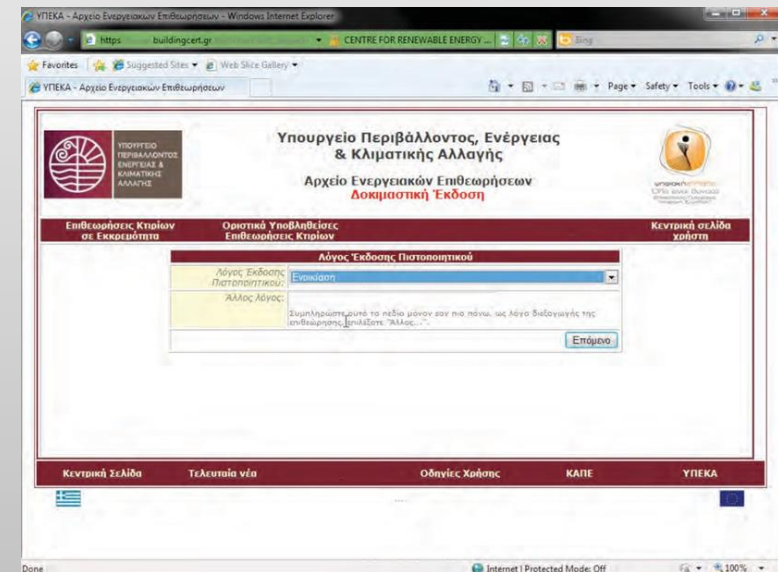 ΥΠΕΚΑ - Αρχείο Ενεργειακών Επιθεωρήσεων - Windows Internet Explorer
https buildingcert.gr CENTRE FOR RENEWABLE ENERGY ... Bing
Favorites Suggested Sites Web Slice Gallery
ΥΠΕΚΑ - Αρχείο Ενεργειακών Επιθεωρήσεων Page Safety Tools
ΥΠΟΥΡΓΕΙΟ
ΠΕΡΙΒΑΛΛΟΝΤΟΣ
ΕΝΕΡΓΕΙΑΣ &
ΚΛΙΜΑΤΙΚΗΣ
ΑΛΛΑΓΗΣ
Υπουργείο Περιβάλλοντος, Ενέργειας
& Κλιματικής Αλλαγής
Αρχείο Ενεργειακών Επιθεωρήσεων
Δοκιμαστική Έκδοση
Επιθεωρήσεις Κτιρίων
σε Εκκρεμότητα
Οριστικά Υποβληθείσες
Επιθεωρήσεις Κτιρίων
Κεντρική σελίδα
χρήστη
Λόγος Έκδοσης Πιστοποιητικού
Λόγος Έκδοσης
Πιστοποιητικού:
Ενοικίαση
Άλλος λόγος:
Συμπληρώστε αυτό το πεδίο μόνον εαν πιο πάνω, ως λόγο διεξαγωγής της
επιθεώρησης, επιλέξατε "Άλλος...".
Επόμενο
Κεντρική Σελίδα Τελευταία νέα Οδηγίες Χρήσης ΚΑΠΕ ΥΠΕΚΑ
Done Internet | Protected Mode: Off 100%